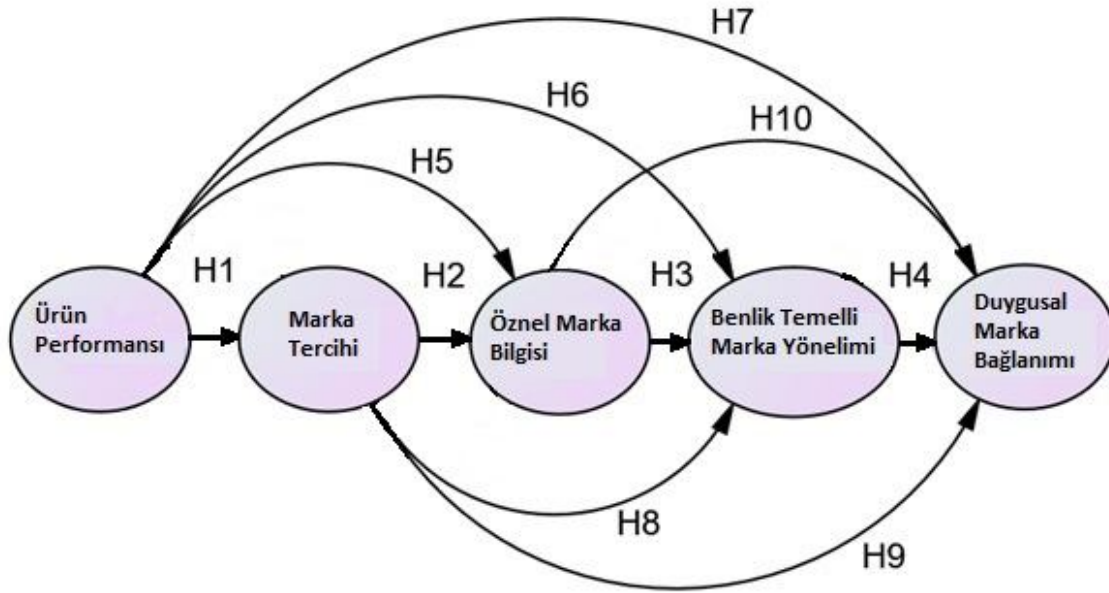 H7
H6
H10
H5
H1
H2
H3
H4
Ürün
Performansı
Marka
Tercihi
Öznel Marka
Bilgisi
Benlik Temelli
Marka Yönelimi
Duygusal
Marka
Bağlanımı
H8
H9